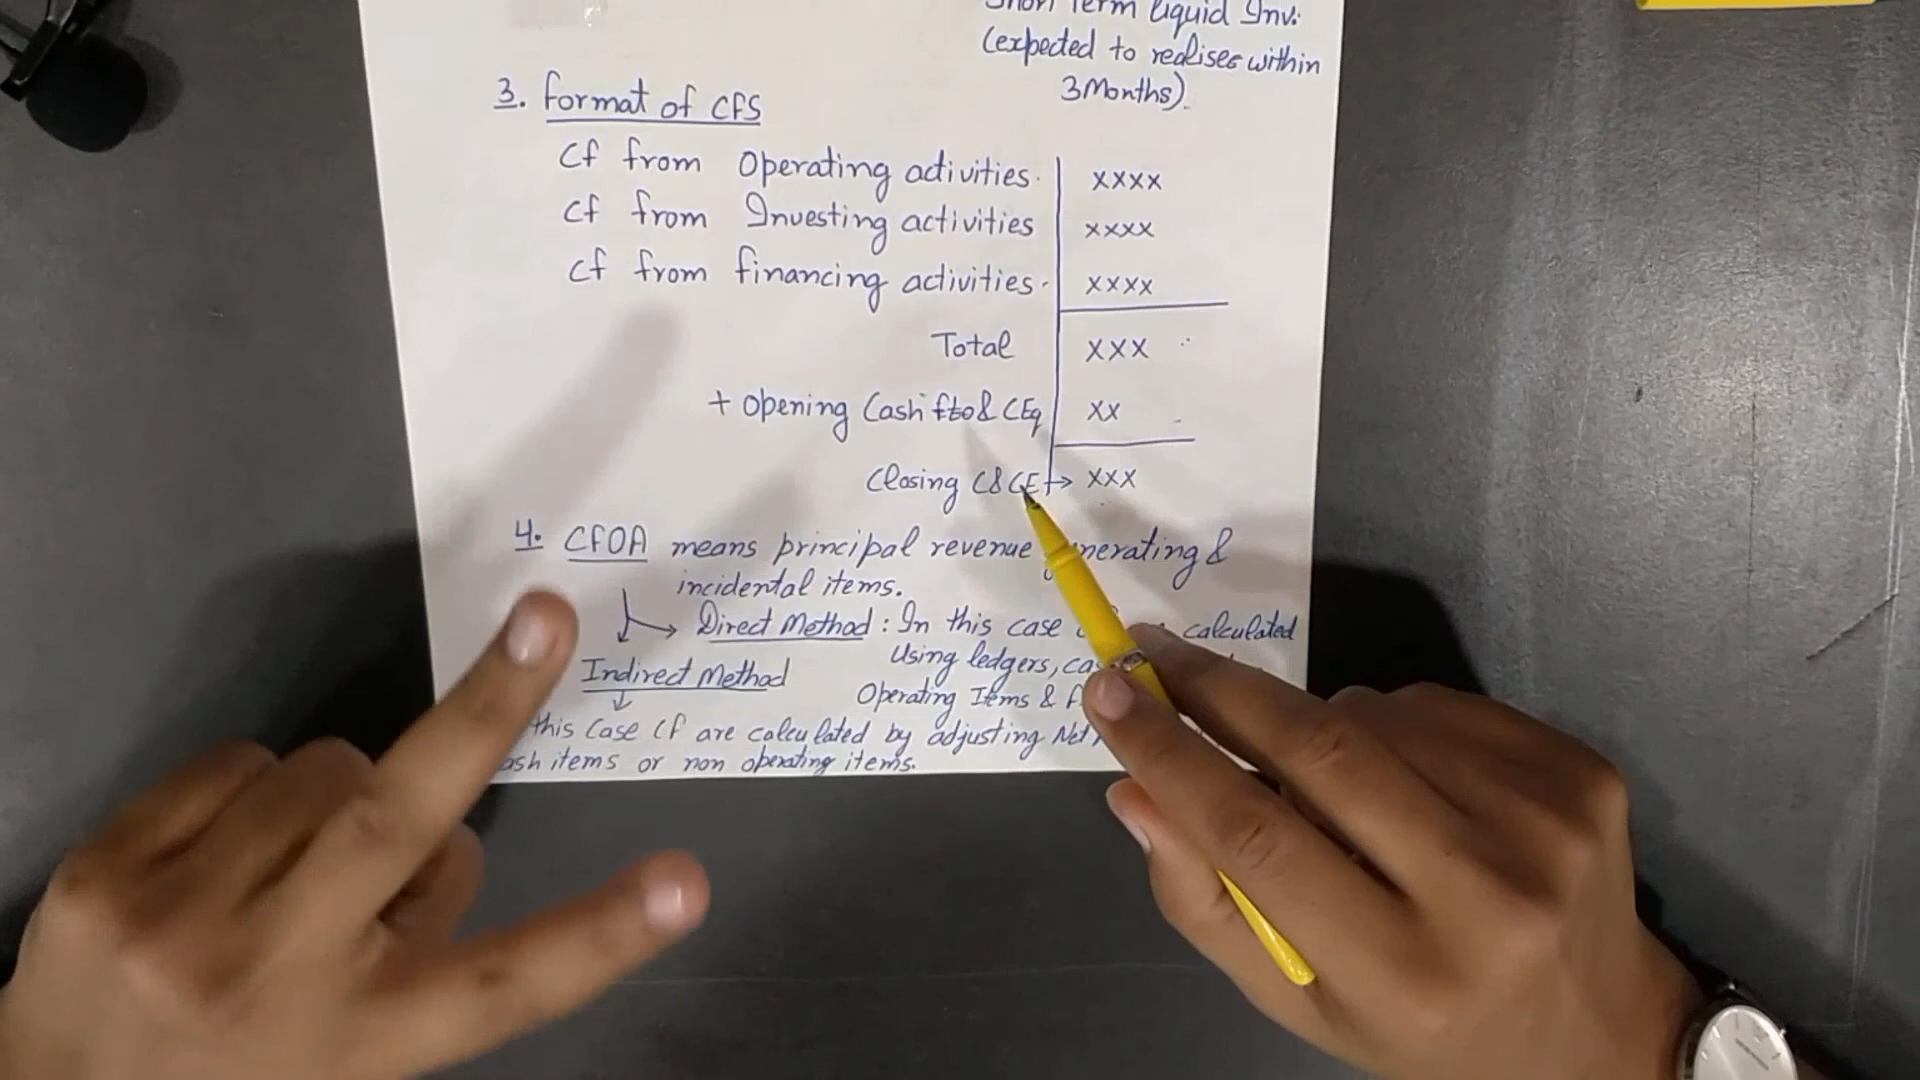 Short Term liquid Inv.
(expected to realises within
3Months).
3. Format of CFS
Cf from Operating activities. xxxx
Cf from Investing activities xxxx
Cf from financing activities. xxxx
Total xxx
+ Opening Cash & CEq xx
Closing C&CE → xxx
4. CFOA means principal revenue &
incidental items.
→ Direct Method : In this case calculated
Using ledgers,
Indirect Method
Operating Items &
this Case Cf are calculated by adjusting Net
items or non operating items.